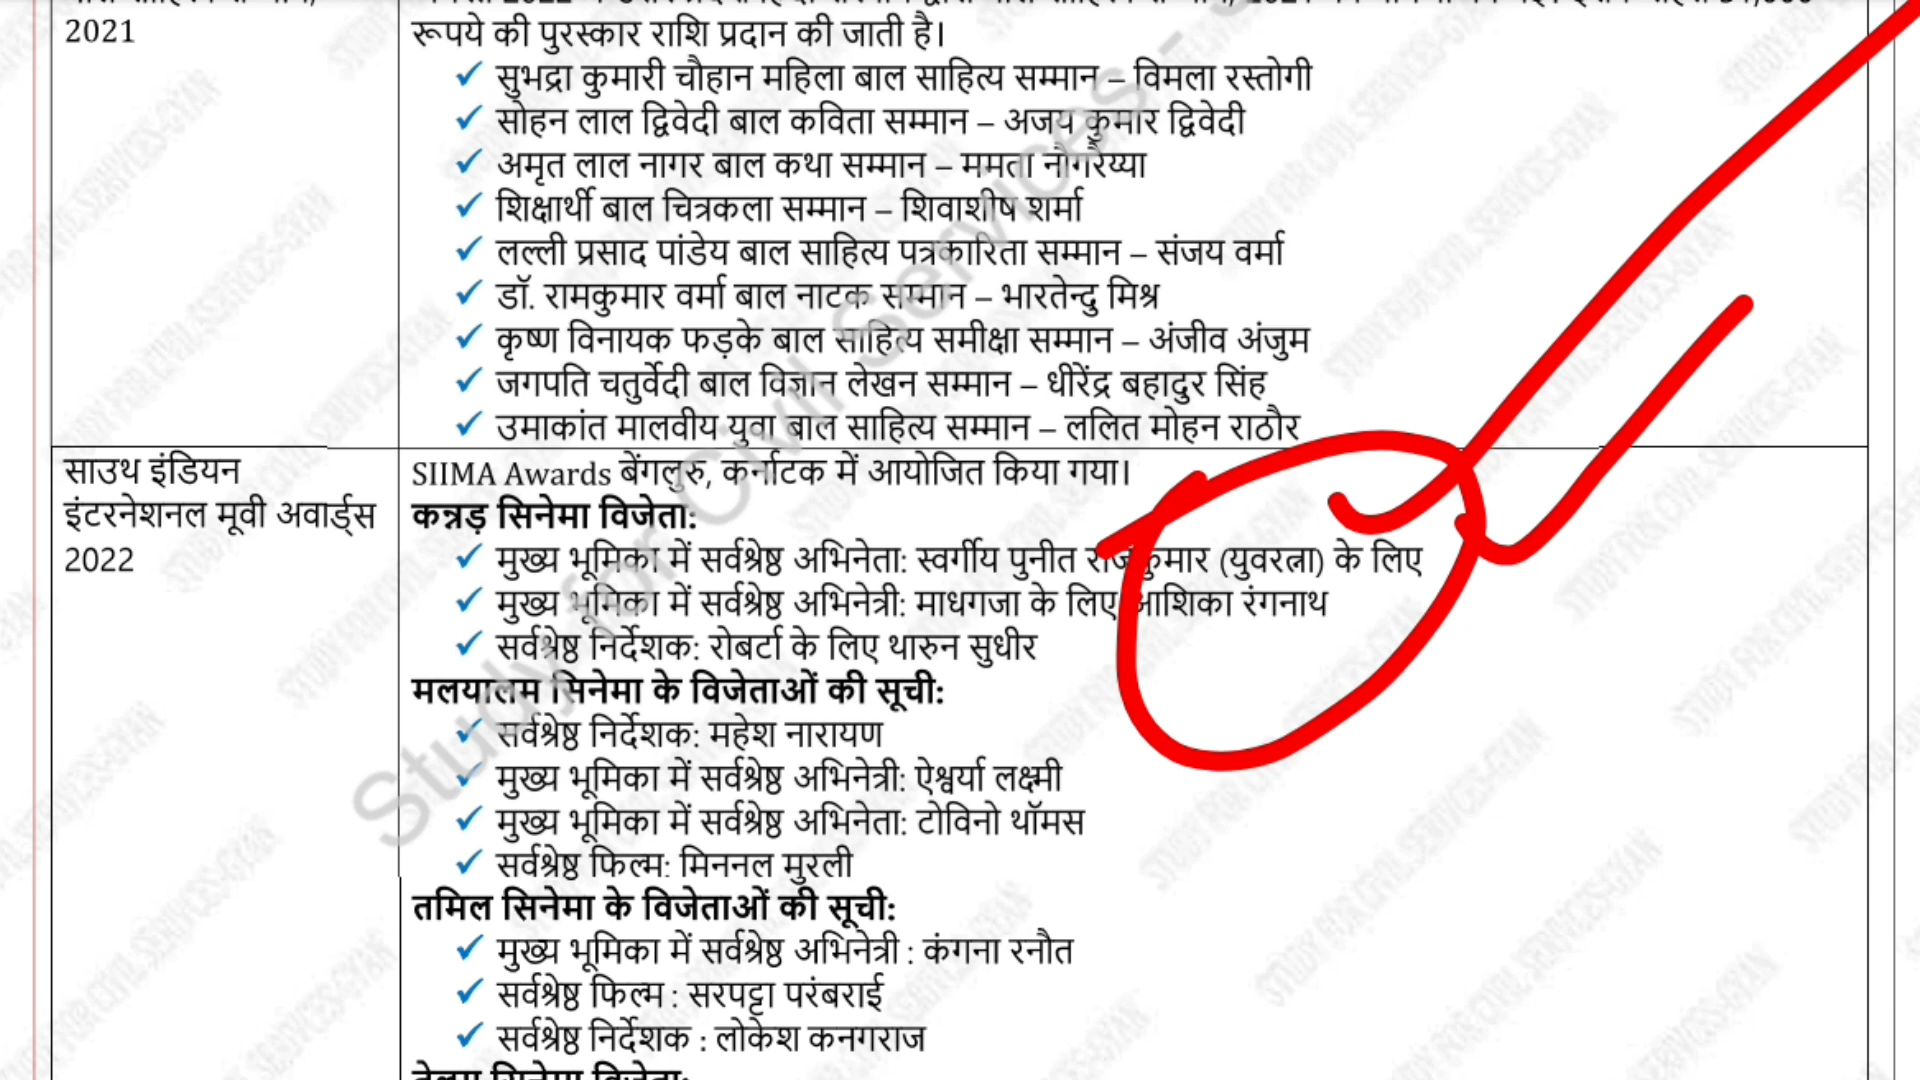 2021
रूपये की पुरस्कार राशि प्रदान की जाती है।
✓ सुभद्रा कुमारी चौहान महिला बाल साहित्य सम्मान – विमला रस्तोगी
✓ सोहन लाल द्विवेदी बाल कविता सम्मान – अजय कुमार द्विवेदी
✓ अमृत लाल नागर बाल कथा सम्मान – ममता नौगरैय्या
✓ शिक्षार्थी बाल चित्रकला सम्मान – शिवाशीष शर्मा
✓ लल्ली प्रसाद पांडेय बाल साहित्य पत्रकारिता सम्मान – संजय वर्मा
✓ डॉ. रामकुमार वर्मा बाल नाटक सम्मान – भारतेन्दु मिश्र
✓ कृष्ण विनायक फड़के बाल साहित्य समीक्षा सम्मान – अंजीव अंजुम
✓ जगपति चतुर्वेदी बाल विज्ञान लेखन सम्मान – धीरेंद्र बहादुर सिंह
✓ उमाकांत मालवीय युवा बाल साहित्य सम्मान – ललित मोहन राठौर
साउथ इंडियन
इंटरनेशनल मूवी अवार्ड्स
2022
SIIMA Awards बेंगलुरु, कर्नाटक में आयोजित किया गया।
कन्नड़ सिनेमा विजेता:
✓ मुख्य भूमिका में सर्वश्रेष्ठ अभिनेता: स्वर्गीय पुनीत राजकुमार (युवरत्ना) के लिए
✓ मुख्य भूमिका में सर्वश्रेष्ठ अभिनेत्री: माधगजा के लिए आशिका रंगनाथ
✓ सर्वश्रेष्ठ निर्देशक: रोबर्टा के लिए थारुन सुधीर
मलयालम सिनेमा के विजेताओं की सूची:
✓ सर्वश्रेष्ठ निर्देशक: महेश नारायण
✓ मुख्य भूमिका में सर्वश्रेष्ठ अभिनेत्री: ऐश्वर्या लक्ष्मी
✓ मुख्य भूमिका में सर्वश्रेष्ठ अभिनेता: टोविनो थॉमस
✓ सर्वश्रेष्ठ फिल्म: मिननल मुरली
तमिल सिनेमा के विजेताओं की सूची:
✓ मुख्य भूमिका में सर्वश्रेष्ठ अभिनेत्री : कंगना रनौत
✓ सर्वश्रेष्ठ फिल्म : सरपट्टा परंबराई
✓ सर्वश्रेष्ठ निर्देशक : लोकेश कनगराज
तेलुगु सिनेमा विजेता:
Study for Civil Services -